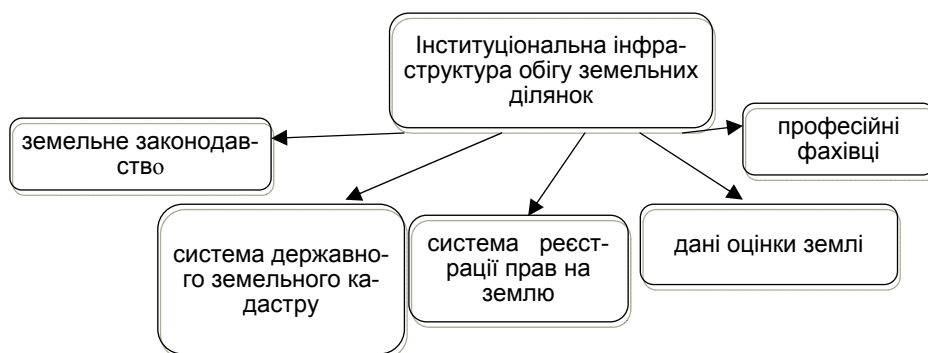 Інституціональна інфра-
структура обігу земельних
ділянок
земельне законодав-
ство
професійні
фахівці
система державно-
го земельного ка-
дастру
система реєст-
рації прав на
землю
дані оцінки землі